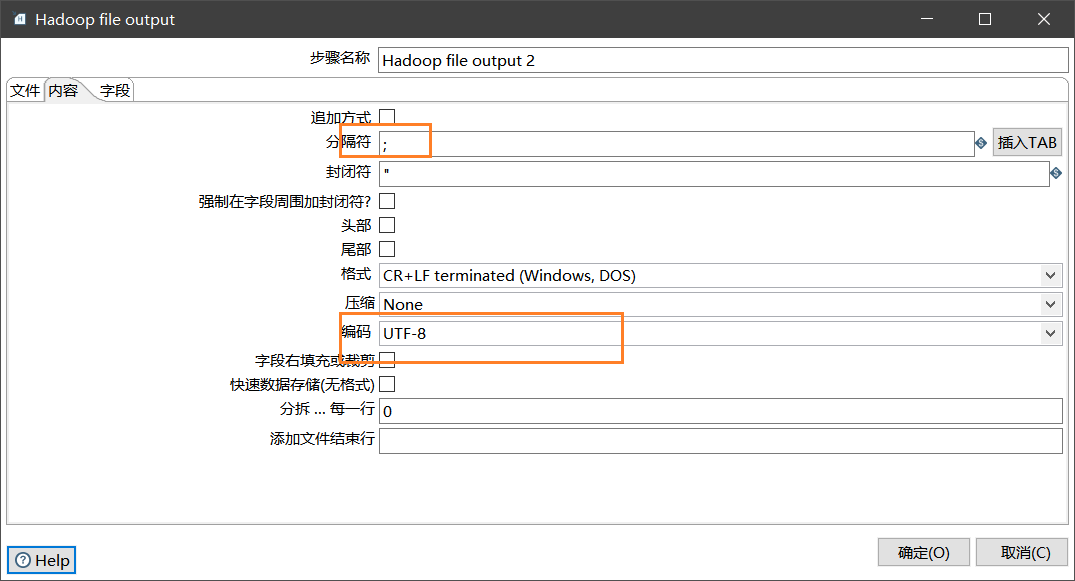 Hadoop file output
步骤名称 Hadoop file output 2
文件 内容 字段
追加方式
分隔符 ; 插入TAB
封闭符 "
强制在字段周围加封闭符?
头部
尾部
格式 CR+LF terminated (Windows, DOS)
压缩 None
编码 UTF-8
字段右填充或裁剪
快速数据存储(无格式)
分拆 ... 每一行 0
添加文件结束行
Help 确定(O) 取消(C)